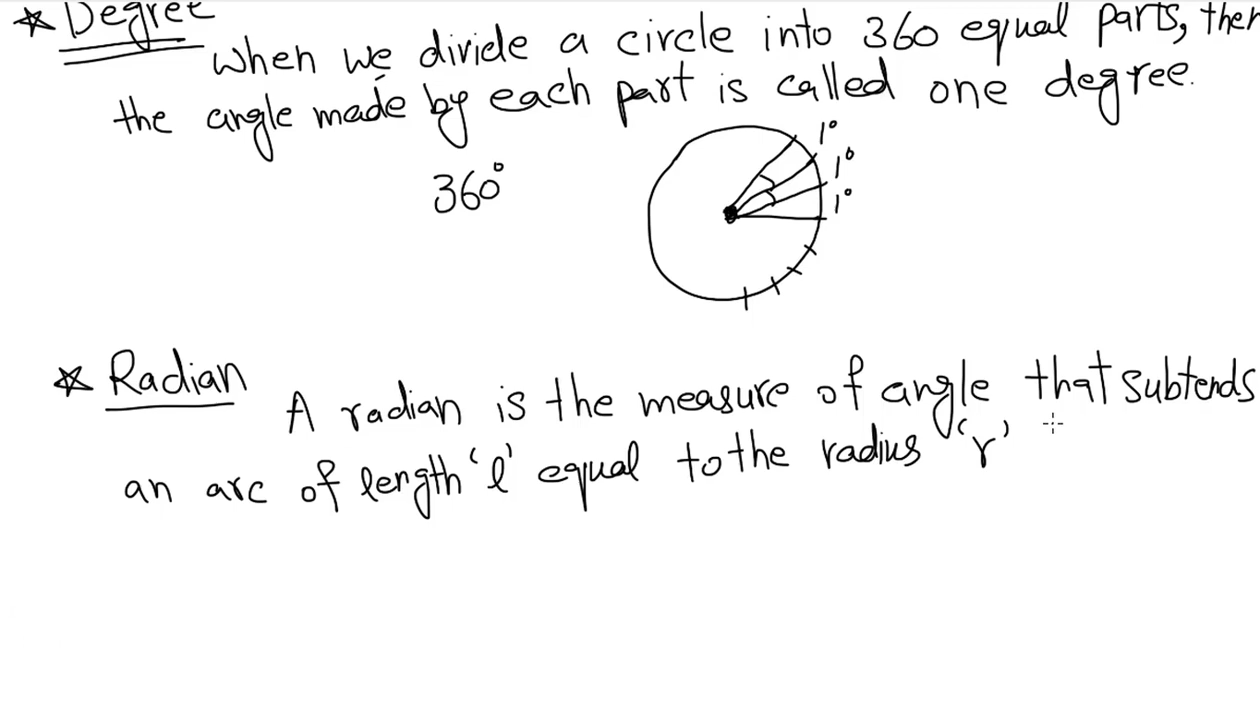 Degree
When we divide a circle into 360 equal parts, then
the angle made by each part is called one degree.
1°
1°
360°
1°
Radian
A radian is the measure of angle that subtends
an arc of length 'l' equal to the radius 'r'